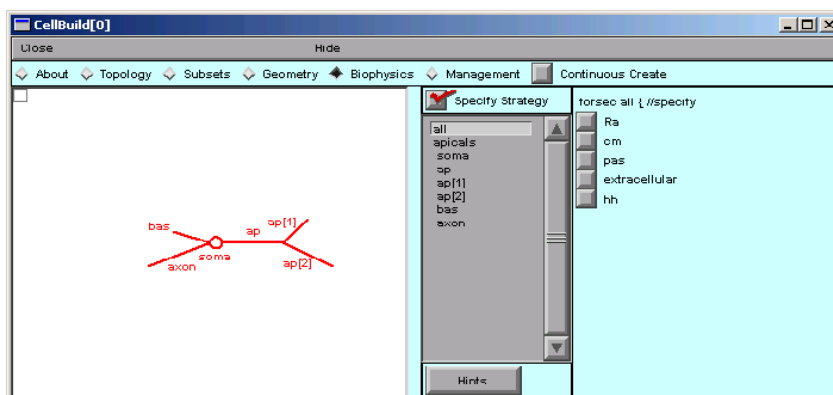 CellBuild[0]
Close Hide
About Topology Subsets Geometry Biophysics Management Continuous Create
Specify Strategy
forsec all { //specify
all
apicals
soma
ap
ap[1]
ap[2]
bas
axon
Ra
cm
pas
extracellular
hh
bas
ap
ap[1]
soma
axon
ap[2]
Hints